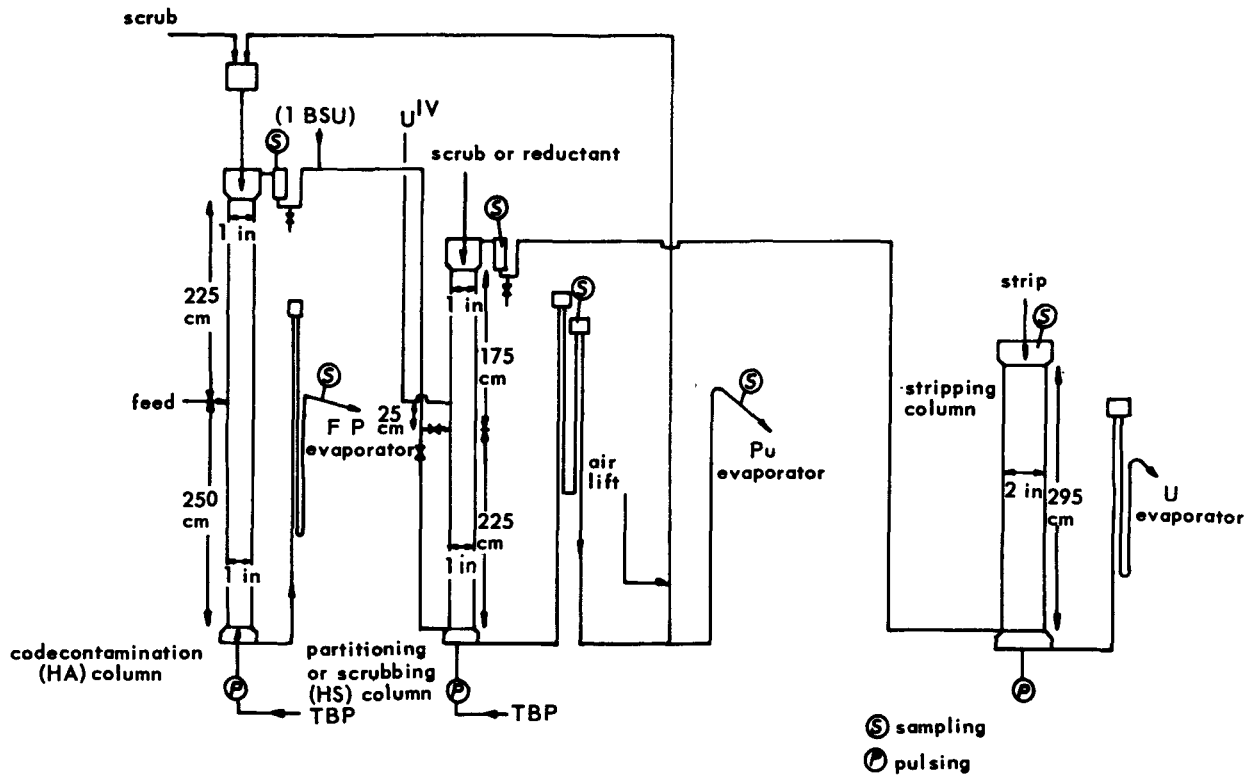 scrub
(1 BSU)
U^IV
scrub or reductant
S
S
1 in
225
cm
feed
250
cm
S
F P
evaporator
25
cm
1 in
codecontamination
(HA) column
P
TBP
1 in
175
cm
225
cm
1 in
partitioning
or scrubbing
(HS) column
P
TBP
S
air
lift
S
Pu
evaporator
strip
S
stripping
column
2 in
295
cm
U
evaporator
P
S sampling
P pulsing